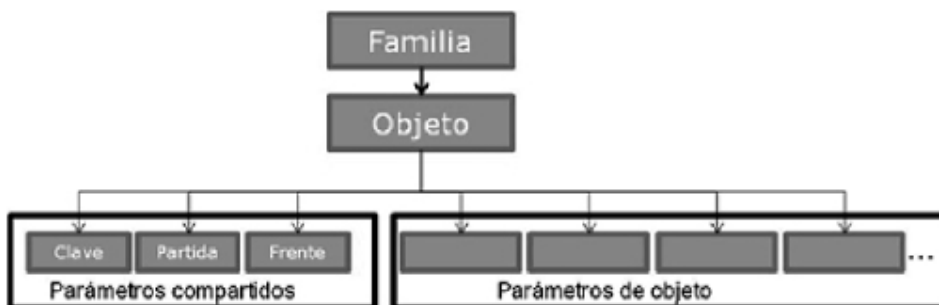 Familia
Objeto
Clave Partida Frente
...
Parámetros compartidos Parámetros de objeto